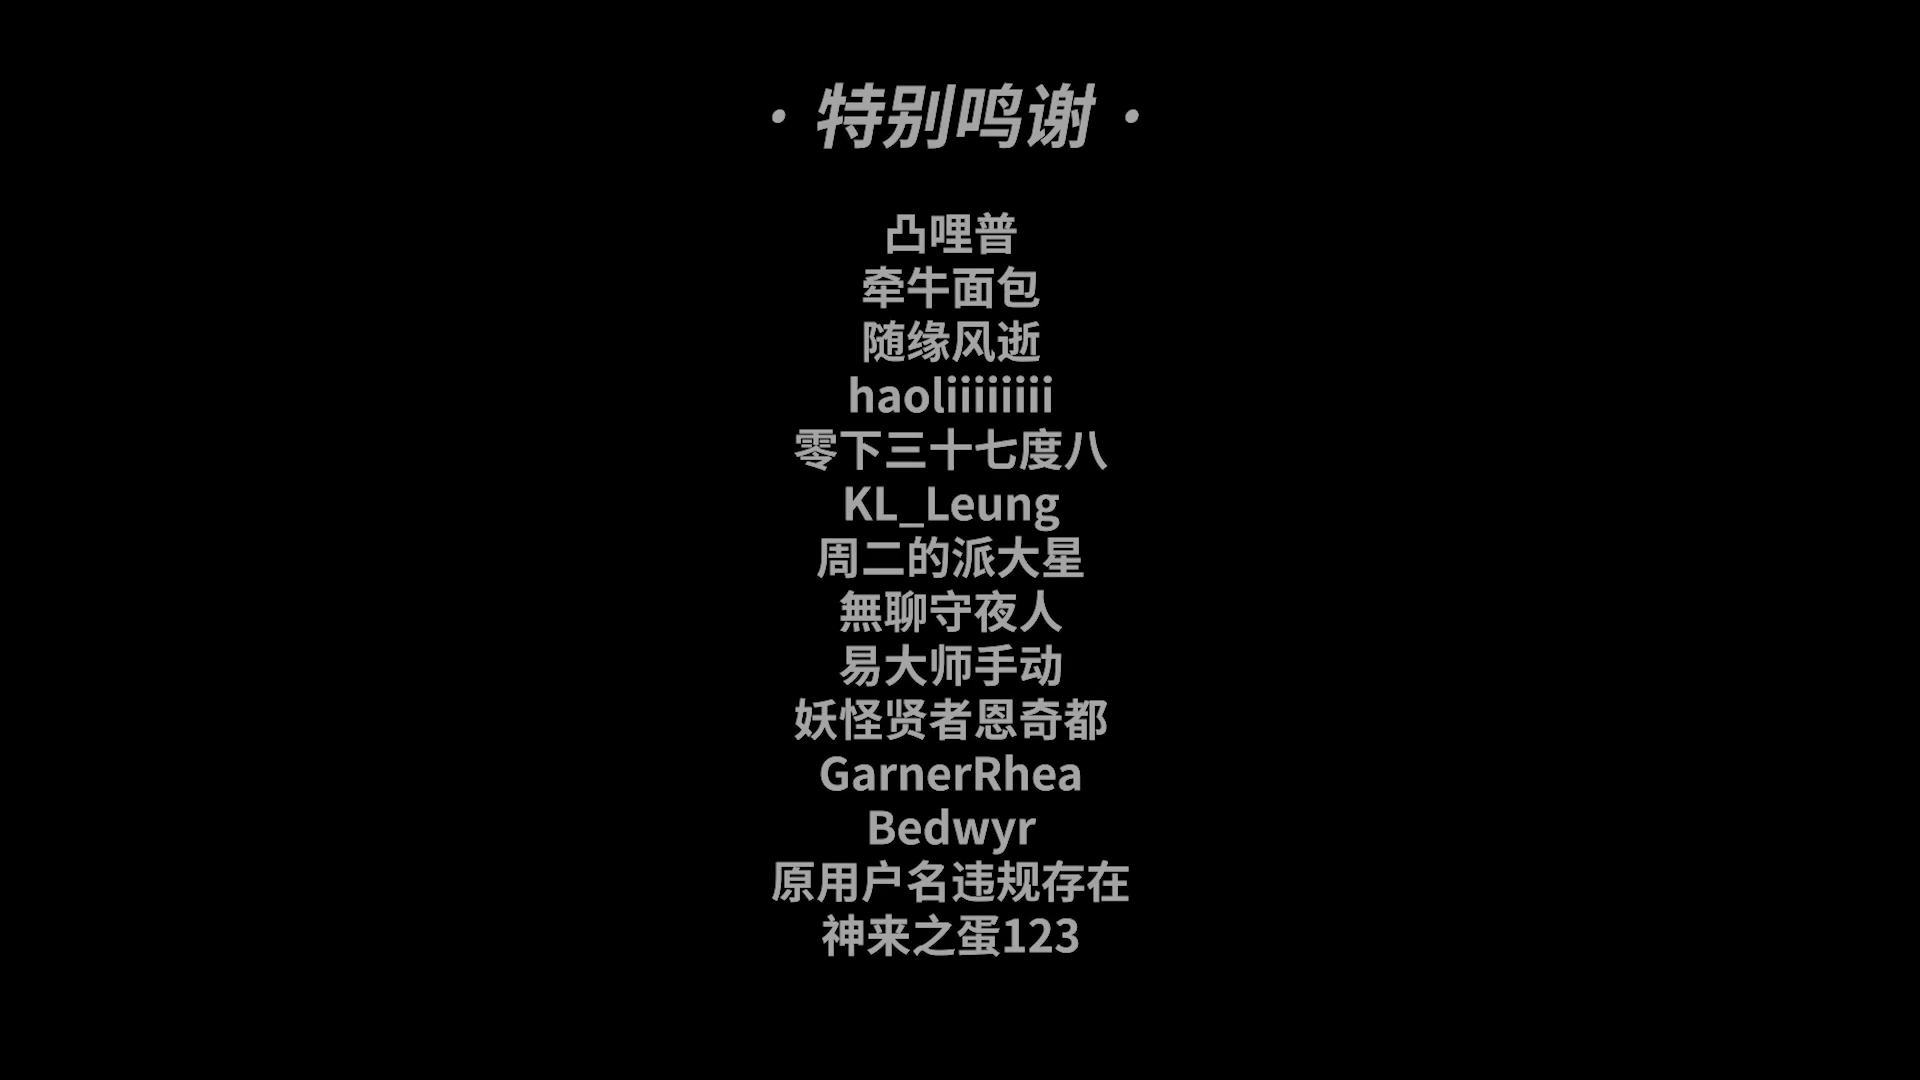 ·特别鸣谢·
凸哩普
牵牛面包
随缘风逝
haoliiiiiiii
零下三十七度八
KL_Leung
周二的派大星
無聊守夜人
易大师手动
妖怪贤者恩奇都
GarnerRhea
Bedwyr
原用户名违规存在
神来之蛋123